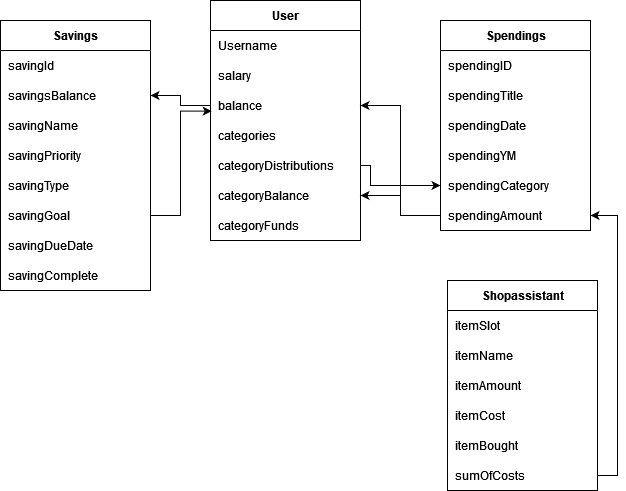 Savings
savingId
savingsBalance
savingName
savingPriority
savingType
savingGoal
savingDueDate
savingComplete
User
Username
salary
balance
categories
categoryDistributions
categoryBalance
categoryFunds
Spendings
spendingID
spendingTitle
spendingDate
spendingYM
spendingCategory
spendingAmount
Shopassistant
itemSlot
itemName
itemAmount
itemCost
itemBought
sumOfCosts